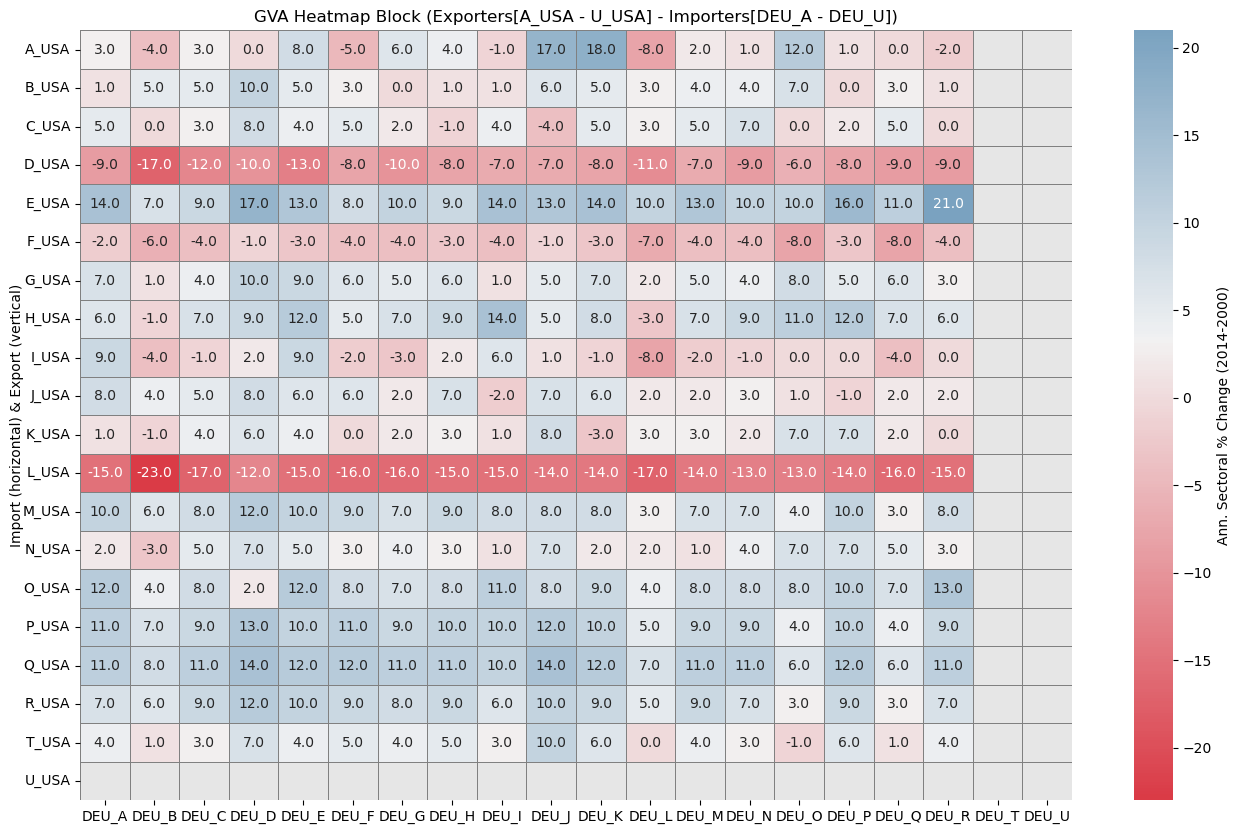 GVA Heatmap Block (Exporters[A_USA - U_USA] - Importers[DEU_A - DEU_U])
A_USA 3.0 -4.0 3.0 0.0 8.0 -5.0 6.0 4.0 -1.0 17.0 18.0 -8.0 2.0 1.0 12.0 1.0 0.0 -2.0
B_USA 1.0 5.0 5.0 10.0 5.0 3.0 0.0 1.0 1.0 6.0 5.0 3.0 4.0 4.0 7.0 0.0 3.0 1.0
C_USA 5.0 0.0 3.0 8.0 4.0 5.0 2.0 -1.0 4.0 -4.0 5.0 3.0 5.0 7.0 0.0 2.0 5.0 0.0
D_USA -9.0 -17.0 -12.0 -10.0 -13.0 -8.0 -10.0 -8.0 -7.0 -7.0 -8.0 -11.0 -7.0 -9.0 -6.0 -8.0 -9.0 -9.0
E_USA 14.0 7.0 9.0 17.0 13.0 8.0 10.0 9.0 14.0 13.0 14.0 10.0 13.0 10.0 10.0 16.0 11.0 21.0
F_USA -2.0 -6.0 -4.0 -1.0 -3.0 -4.0 -4.0 -3.0 -4.0 -1.0 -3.0 -7.0 -4.0 -4.0 -8.0 -3.0 -8.0 -4.0
G_USA 7.0 1.0 4.0 10.0 9.0 6.0 5.0 6.0 1.0 5.0 7.0 2.0 5.0 4.0 8.0 5.0 6.0 3.0
H_USA 6.0 -1.0 7.0 9.0 12.0 5.0 7.0 9.0 14.0 5.0 8.0 -3.0 7.0 9.0 11.0 12.0 7.0 6.0
I_USA 9.0 -4.0 -1.0 2.0 9.0 -2.0 -3.0 2.0 6.0 1.0 -1.0 -8.0 -2.0 -1.0 0.0 0.0 -4.0 0.0
J_USA 8.0 4.0 5.0 8.0 6.0 6.0 2.0 7.0 -2.0 7.0 6.0 2.0 2.0 3.0 1.0 -1.0 2.0 2.0
K_USA 1.0 -1.0 4.0 6.0 4.0 0.0 2.0 3.0 1.0 8.0 -3.0 3.0 3.0 2.0 7.0 7.0 2.0 0.0
L_USA -15.0 -23.0 -17.0 -12.0 -15.0 -16.0 -16.0 -15.0 -15.0 -14.0 -14.0 -17.0 -14.0 -13.0 -13.0 -14.0 -16.0 -15.0
M_USA 10.0 6.0 8.0 12.0 10.0 9.0 7.0 9.0 8.0 8.0 8.0 3.0 7.0 7.0 4.0 10.0 3.0 8.0
N_USA 2.0 -3.0 5.0 7.0 5.0 3.0 4.0 3.0 1.0 7.0 2.0 2.0 1.0 4.0 7.0 7.0 5.0 3.0
O_USA 12.0 4.0 8.0 2.0 12.0 8.0 7.0 8.0 11.0 8.0 9.0 4.0 8.0 8.0 8.0 10.0 7.0 13.0
P_USA 11.0 7.0 9.0 13.0 10.0 11.0 9.0 10.0 10.0 12.0 10.0 5.0 9.0 9.0 4.0 10.0 4.0 9.0
Q_USA 11.0 8.0 11.0 14.0 12.0 12.0 11.0 11.0 10.0 14.0 12.0 7.0 11.0 11.0 6.0 12.0 6.0 11.0
R_USA 7.0 6.0 9.0 12.0 10.0 9.0 8.0 9.0 6.0 10.0 9.0 5.0 9.0 7.0 3.0 9.0 3.0 7.0
T_USA 4.0 1.0 3.0 7.0 4.0 5.0 4.0 5.0 3.0 10.0 6.0 0.0 4.0 3.0 -1.0 6.0 1.0 4.0
U_USA
DEU_A DEU_B DEU_C DEU_D DEU_E DEU_F DEU_G DEU_H DEU_I DEU_J DEU_K DEU_L DEU_M DEU_N DEU_O DEU_P DEU_Q DEU_R DEU_T DEU_U
Import (horizontal) & Export (vertical)
20
15
10
5
0
−5
−10
−15
−20
Ann. Sectoral % Change (2014-2000)